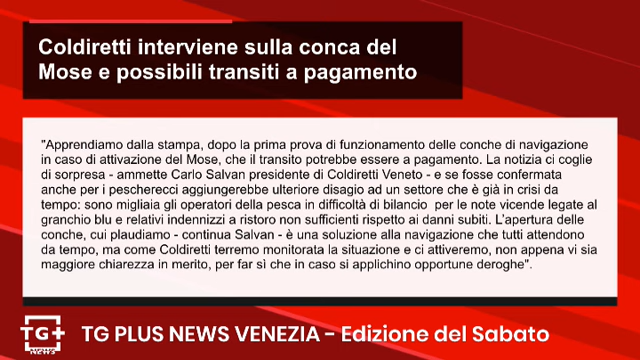 Coldiretti interviene sulla conca del
Mose e possibili transiti a pagamento
"Apprendiamo dalla stampa, dopo la prima prova di funzionamento delle conche di navigazione
in caso di attivazione del Mose, che il transito potrebbe essere a pagamento. La notizia ci coglie
di sorpresa - ammette Carlo Salvan presidente di Coldiretti Veneto - e se fosse confermata
anche per i pescherecci aggiungerebbe ulteriore disagio ad un settore che è già in crisi da
tempo: sono migliaia gli operatori della pesca in difficoltà di bilancio per le note vicende legate al
granchio blu e relativi indennizzi a ristoro non sufficienti rispetto ai danni subiti. L'apertura delle
conche, cui plaudiamo - continua Salvan - è una soluzione alla navigazione che tutti attendono
da tempo, ma come Coldiretti terremo monitorata la situazione e ci attiveremo, non appena vi sia
maggiore chiarezza in merito, per far sì che in caso si applichino opportune deroghe".
TG+
NEWS
TG PLUS NEWS VENEZIA - Edizione del Sabato